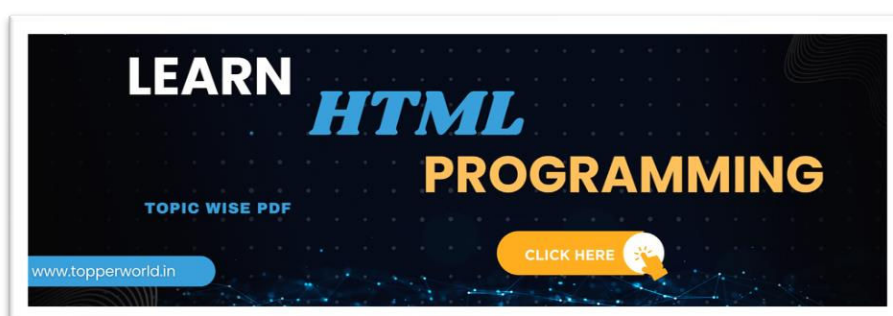 LEARN
HTML
PROGRAMMING
TOPIC WISE PDF
CLICK HERE
www.topperworld.in